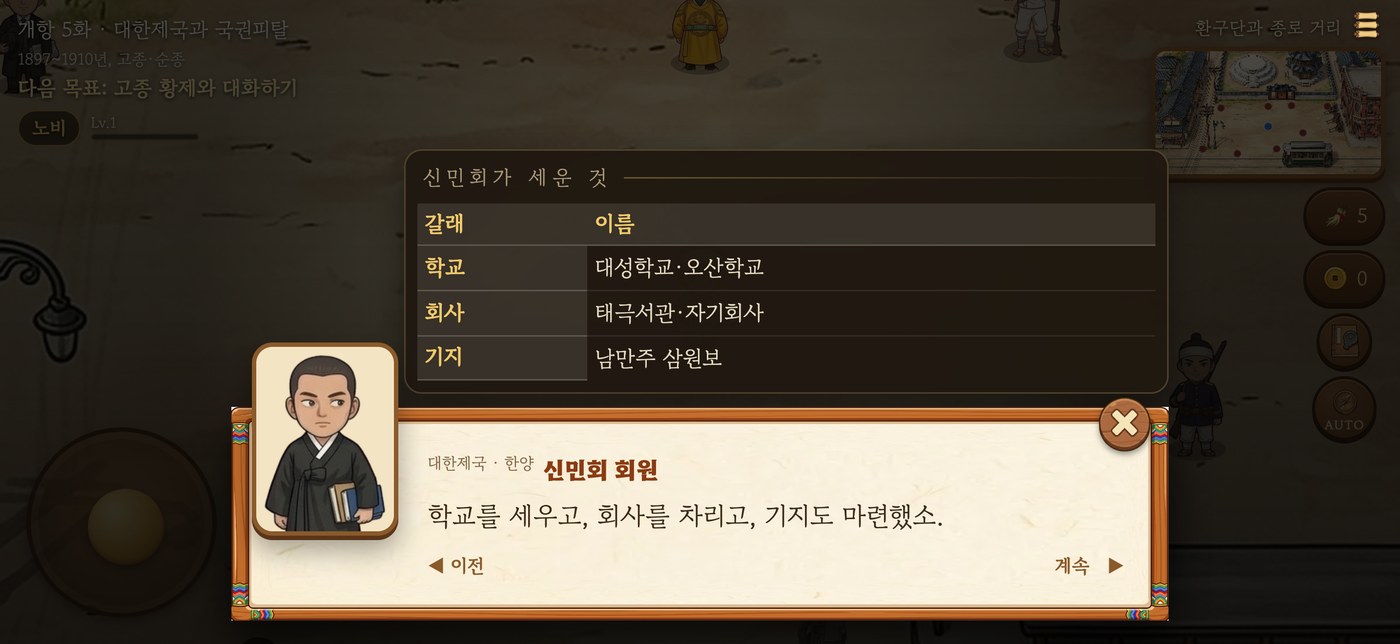 개항 5화 · 대한제국과 국권피탈
1897~1910년, 고종·순종
다음 목표: 고종 황제와 대화하기
노비 Lv.1
환구단과 종로 거리
5
0
AUTO
신민회가 세운 것
갈래 이름
학교 대성학교·오산학교
회사 태극서관·자기회사
기지 남만주 삼원보
대한제국 · 한양 신민회 회원
학교를 세우고, 회사를 차리고, 기지도 마련했소.
◀ 이전 계속 ▶